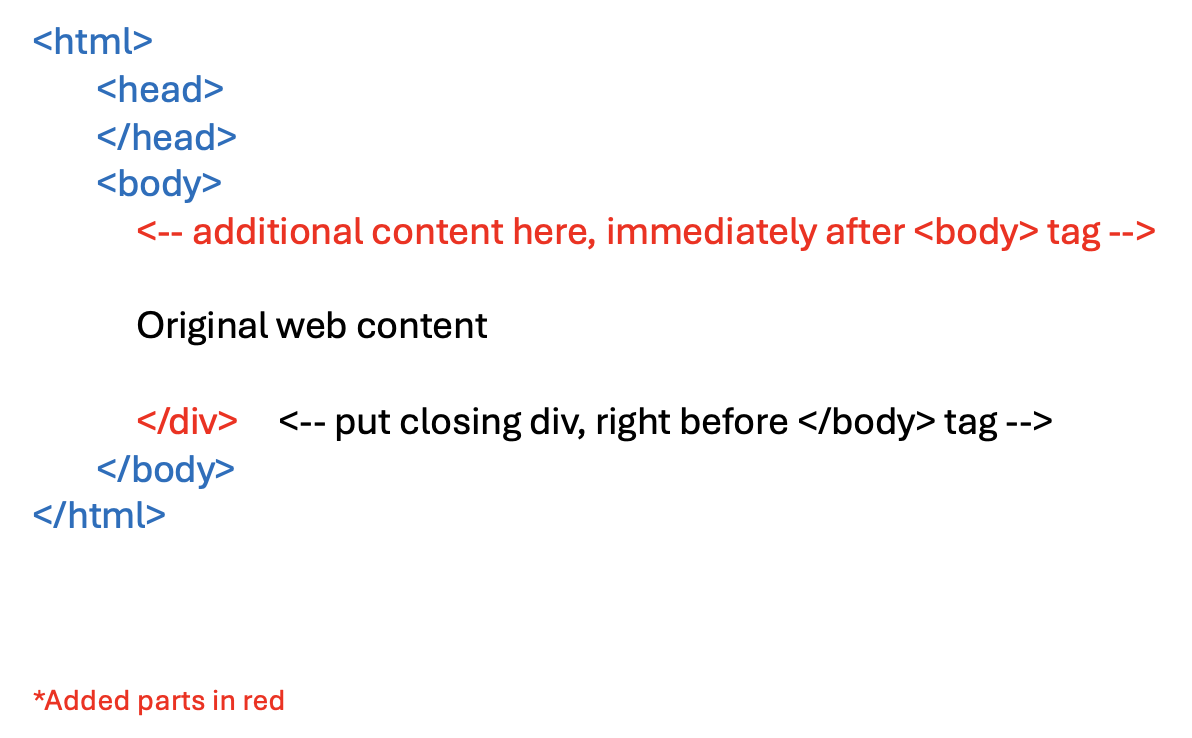 <html>
<head>
</head>
<body>
<-- additional content here, immediately after <body> tag -->
Original web content
</div> <-- put closing div, right before </body> tag -->
</body>
</html>
*Added parts in red